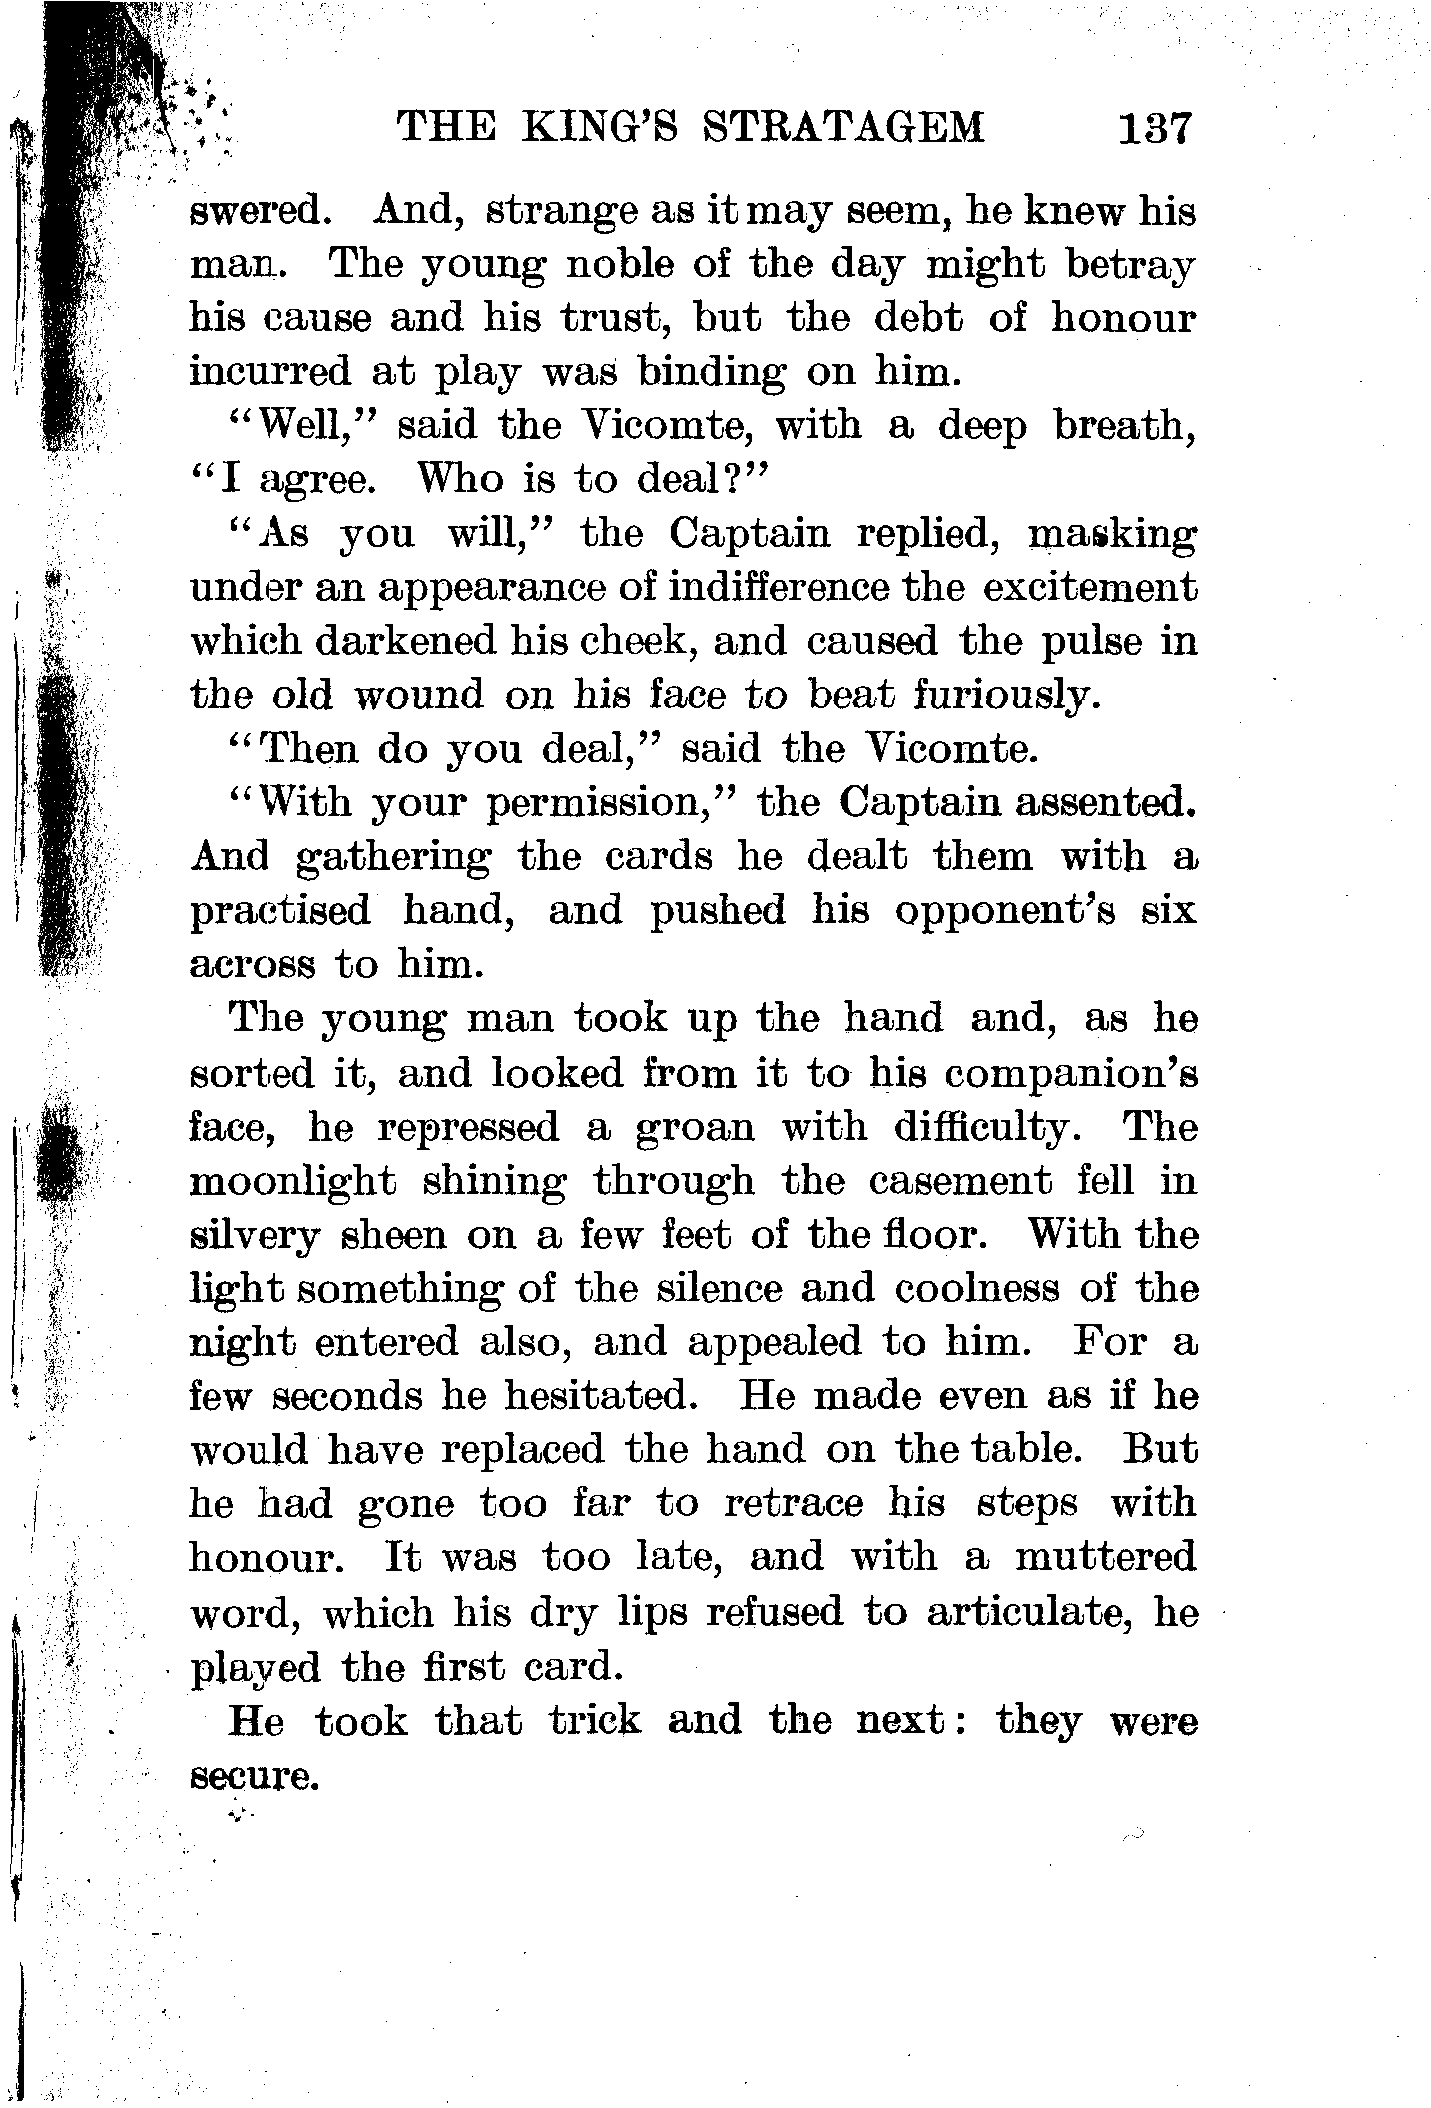 THE KING'S STRATAGEM 137
swered. And, strange as it may seem, he knew his
man. The young noble of the day might betray
his cause and his trust, but the debt of honour
incurred at play was binding on him.
"Well," said the Vicomte, with a deep breath,
"I agree. Who is to deal?"
"As you will," the Captain replied, masking
under an appearance of indifference the excitement
which darkened his cheek, and caused the pulse in
the old wound on his face to beat furiously.
"Then do you deal," said the Vicomte.
"With your permission," the Captain assented.
And gathering the cards he dealt them with a
practised hand, and pushed his opponent's six
across to him.
The young man took up the hand and, as he
sorted it, and looked from it to his companion's
face, he repressed a groan with difficulty. The
moonlight shining through the casement fell in
silvery sheen on a few feet of the floor. With the
light something of the silence and coolness of the
night entered also, and appealed to him. For a
few seconds he hesitated. He made even as if he
would have replaced the hand on the table. But
he had gone too far to retrace his steps with
honour. It was too late, and with a muttered
word, which his dry lips refused to articulate, he
played the first card.
He took that trick and the next: they were
secure.